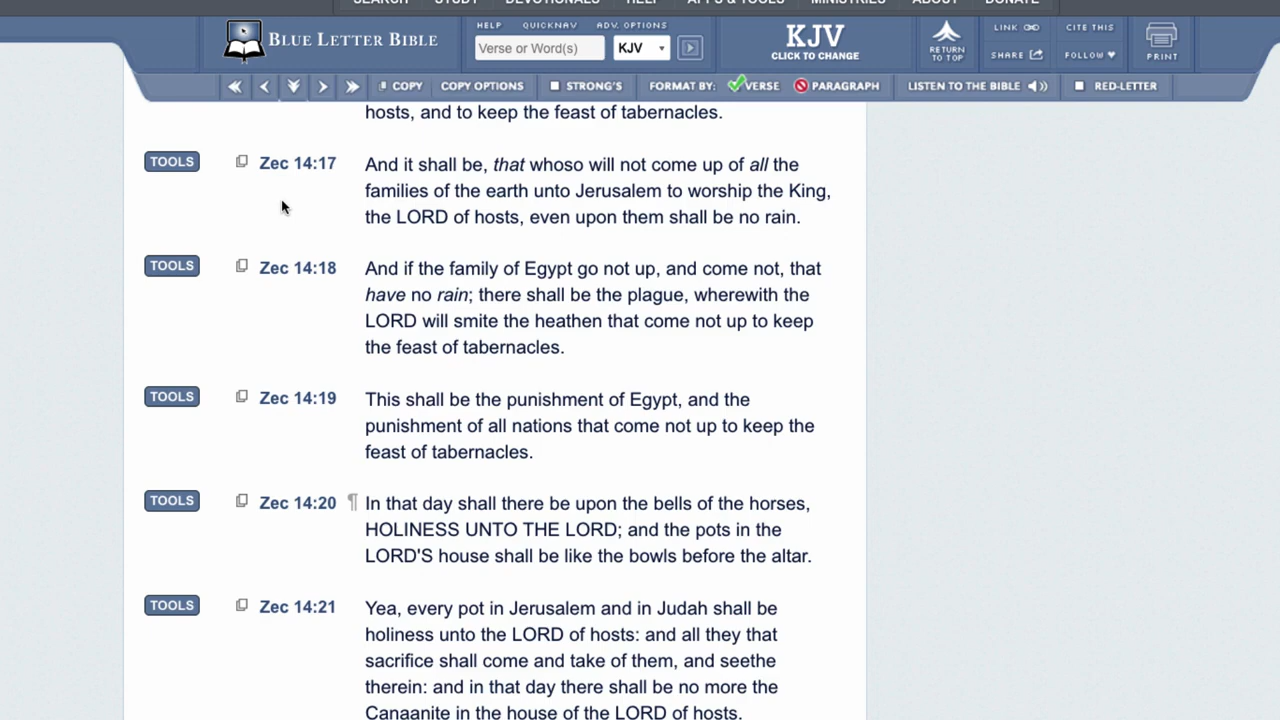 SEARCH STUDY DEVOTIONALS HELP APPS & TOOLS MINISTRIES ABOUT DONATE
BLUE LETTER BIBLE
HELP QUICKNAV ADV. OPTIONS
Verse or Word(s) KJV
KJV
CLICK TO CHANGE
RETURN
TO TOP
LINK CITE THIS
SHARE FOLLOW
PRINT
COPY COPY OPTIONS STRONG'S FORMAT BY: VERSE PARAGRAPH LISTEN TO THE BIBLE RED-LETTER
hosts, and to keep the feast of tabernacles.
TOOLS Zec 14:17 And it shall be, that whoso will not come up of all the
families of the earth unto Jerusalem to worship the King,
the LORD of hosts, even upon them shall be no rain.
TOOLS Zec 14:18 And if the family of Egypt go not up, and come not, that
have no rain; there shall be the plague, wherewith the
LORD will smite the heathen that come not up to keep
the feast of tabernacles.
TOOLS Zec 14:19 This shall be the punishment of Egypt, and the
punishment of all nations that come not up to keep the
feast of tabernacles.
TOOLS Zec 14:20 ¶ In that day shall there be upon the bells of the horses,
HOLINESS UNTO THE LORD; and the pots in the
LORD'S house shall be like the bowls before the altar.
TOOLS Zec 14:21 Yea, every pot in Jerusalem and in Judah shall be
holiness unto the LORD of hosts: and all they that
sacrifice shall come and take of them, and seethe
therein: and in that day there shall be no more the
Canaanite in the house of the LORD of hosts.